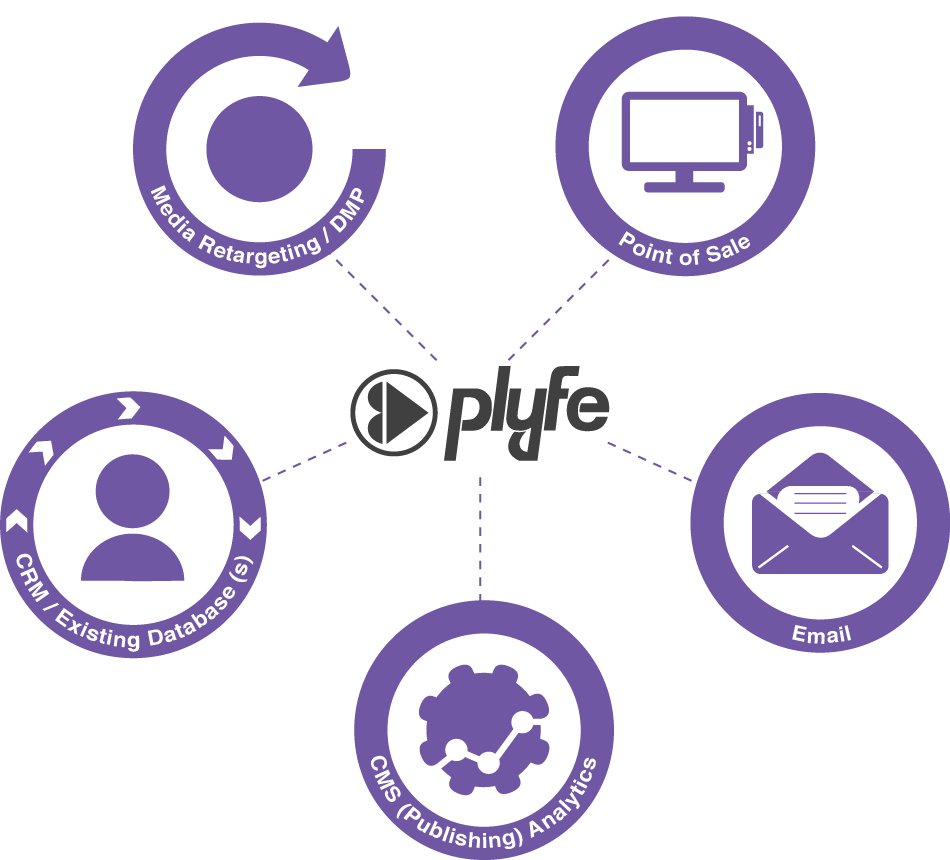 Media Retargeting / DMP
Point of Sale
plyfe
CRM / Existing Database (s)
Email
CMS (Publishing) Analytics